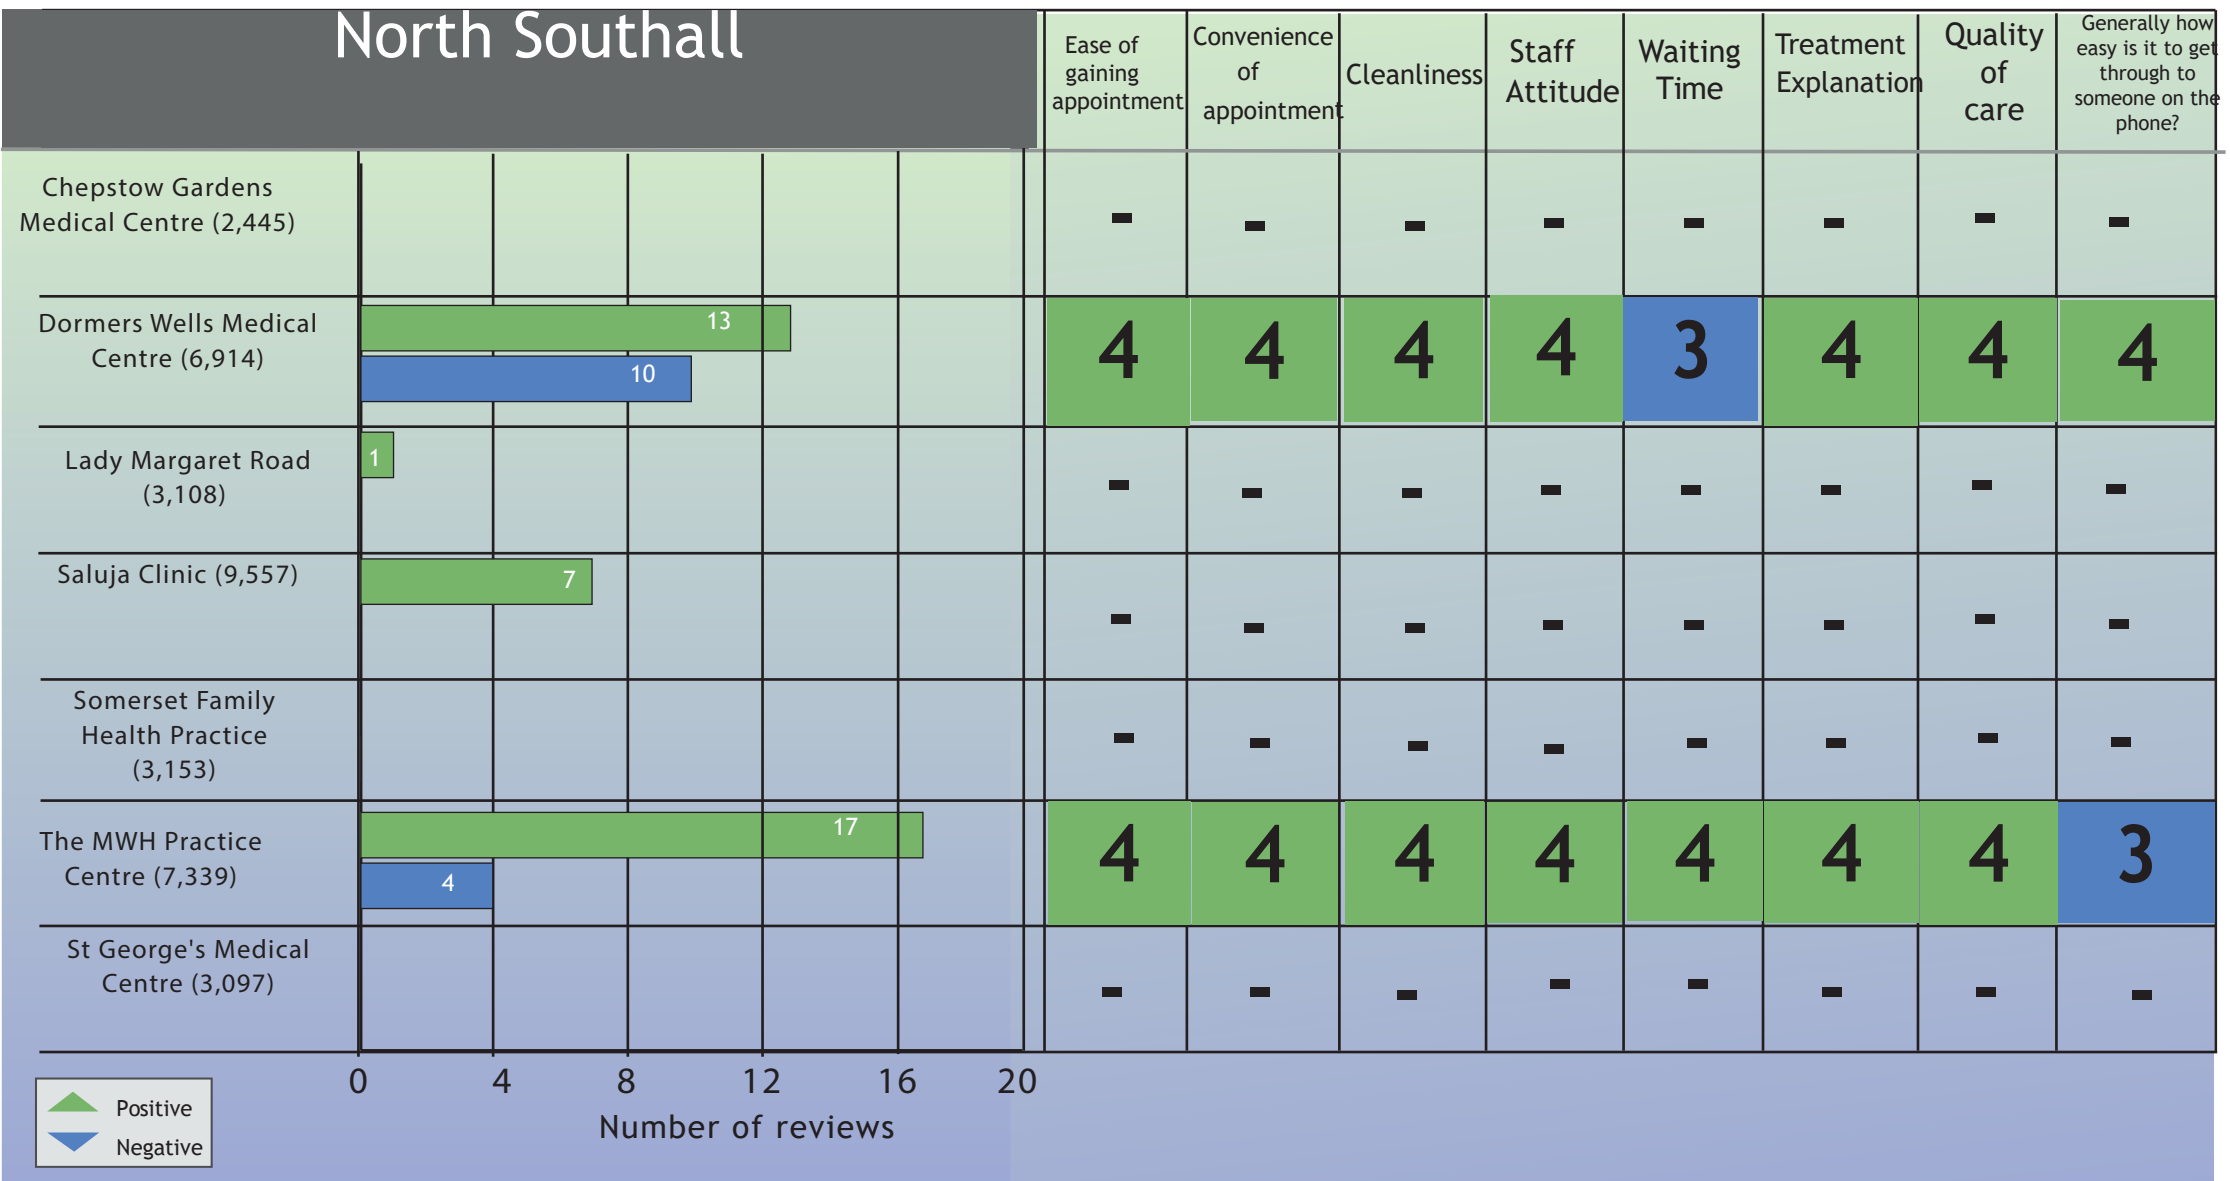 North Southall
Ease of
gaining
appointment
Convenience
of
appointment
Cleanliness
Staff
Attitude
Waiting
Time
Treatment
Explanation
Quality
of
care
Generally how
easy is it to get
through to
someone on the
phone?
Chepstow Gardens
Medical Centre (2,445)
- - - - - - - -
Dormers Wells Medical
Centre (6,914)
13
10
4 4 4 4 3 4 4 4
Lady Margaret Road
(3,108)
1
- - - - - - - -
Saluja Clinic (9,557)
7
- - - - - - - -
Somerset Family
Health Practice
(3,153)
- - - - - - - -
The MWH Practice
Centre (7,339)
17
4
4 4 4 4 4 4 4 3
St George's Medical
Centre (3,097)
- - - - - - - -
0 4 8 12 16 20
Number of reviews
Positive
Negative